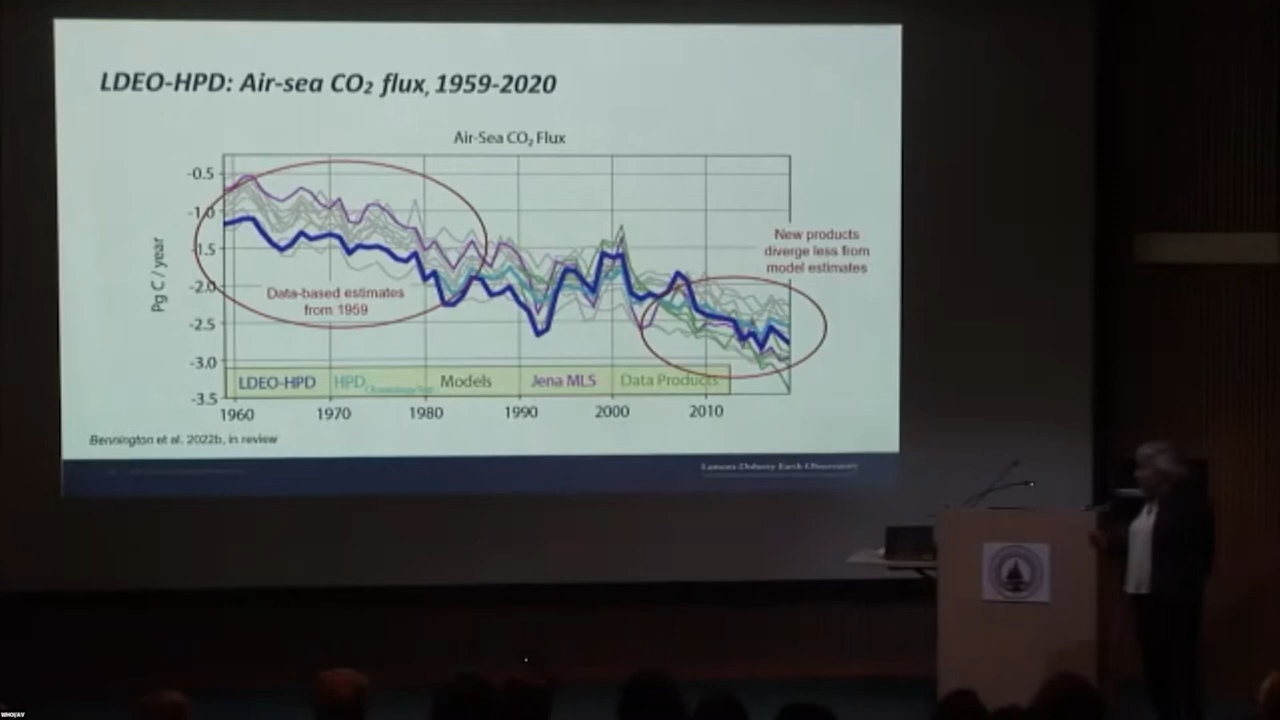 LDEO-HPD: Air-sea CO₂ flux, 1959-2020
Air-Sea CO₂ Flux
-0.5
-1.0
-1.5
-2.0
-2.5
-3.0
-3.5
Pg C / year
New products
diverge less from
model estimates
Data-based estimates
from 1959
LDEO-HPD HPD Models Jena MLS Data Products
1960 1970 1980 1990 2000 2010
Bennington et al. 2022b, in review
Lamont-Doherty Earth Observatory
WHOI/AV